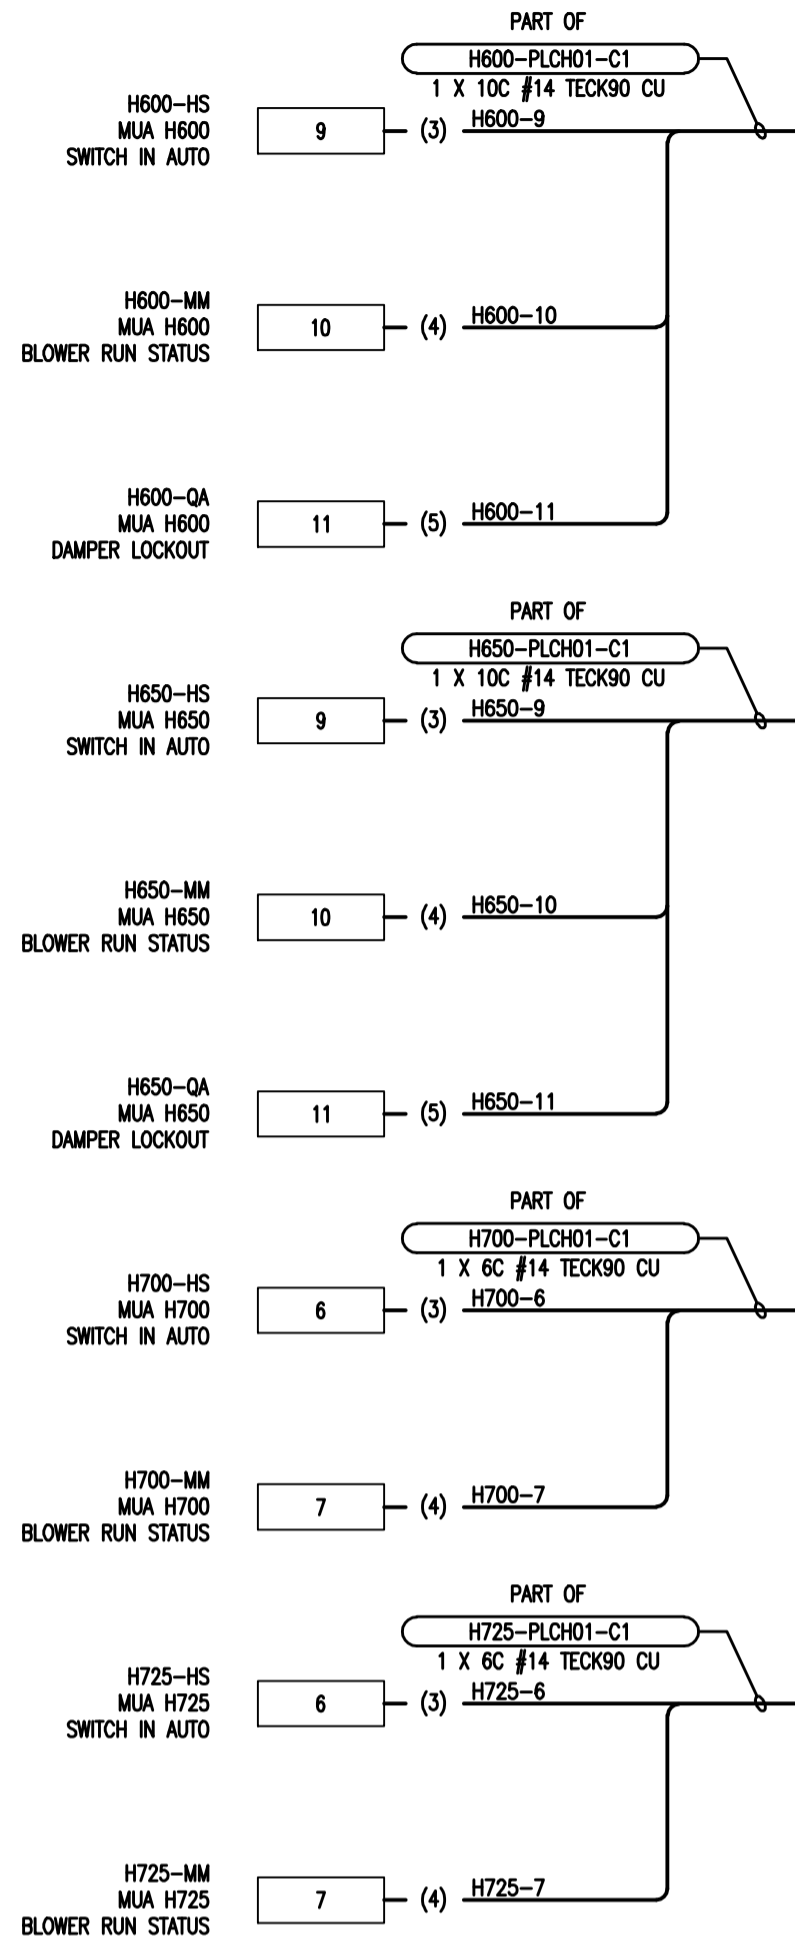 PART OF
H600-PLCH01-C1
1 X 10C #14 TECK90 CU
H600-HS
MUA H600
SWITCH IN AUTO
9
(3)
H600-9
H600-MM
MUA H600
BLOWER RUN STATUS
10
(4)
H600-10
H600-QA
MUA H600
DAMPER LOCKOUT
11
(5)
H600-11
PART OF
H650-PLCH01-C1
1 X 10C #14 TECK90 CU
H650-HS
MUA H650
SWITCH IN AUTO
9
(3)
H650-9
H650-MM
MUA H650
BLOWER RUN STATUS
10
(4)
H650-10
H650-QA
MUA H650
DAMPER LOCKOUT
11
(5)
H650-11
PART OF
H700-PLCH01-C1
1 X 6C #14 TECK90 CU
H700-HS
MUA H700
SWITCH IN AUTO
6
(3)
H700-6
H700-MM
MUA H700
BLOWER RUN STATUS
7
(4)
H700-7
PART OF
H725-PLCH01-C1
1 X 6C #14 TECK90 CU
H725-HS
MUA H725
SWITCH IN AUTO
6
(3)
H725-6
H725-MM
MUA H725
BLOWER RUN STATUS
7
(4)
H725-7